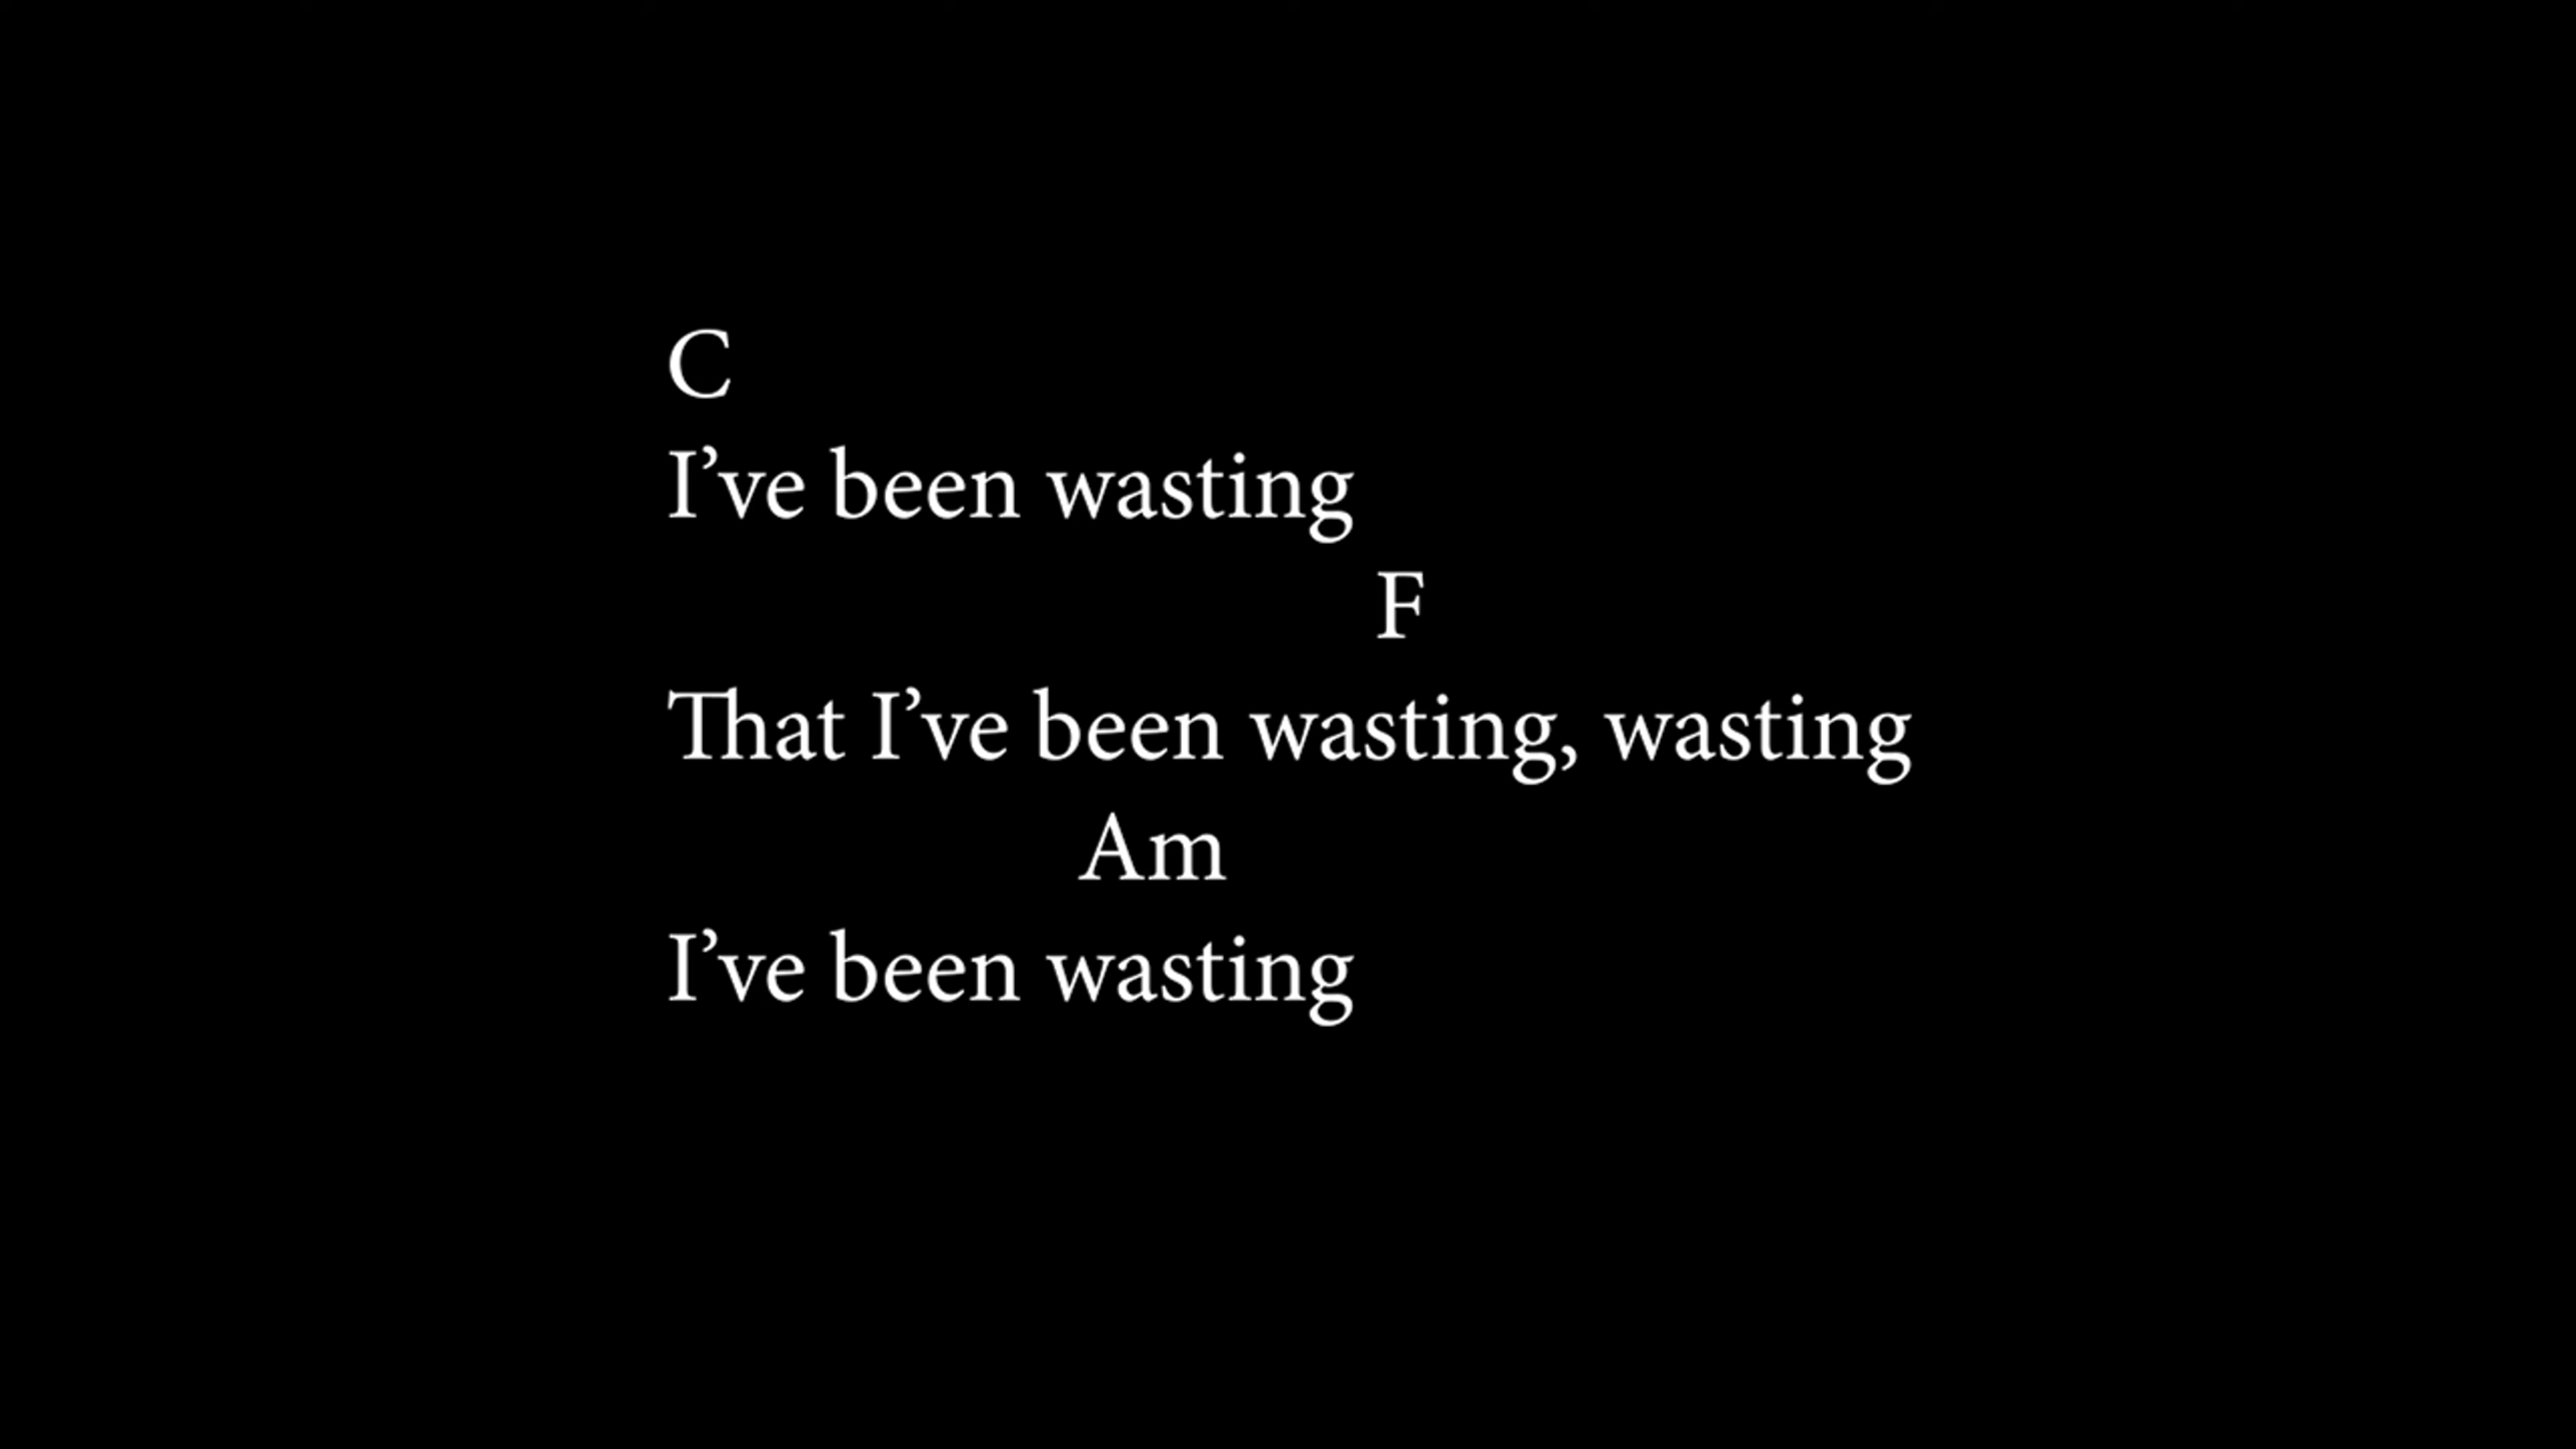 C
I’ve been wasting
F
That I’ve been wasting, wasting
Am
I’ve been wasting